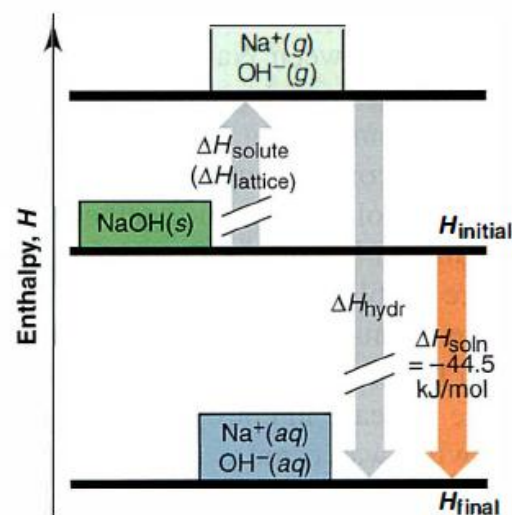 Enthalpy, H
Na⁺(g)
OH⁻(g)
ΔHsolute
(ΔHlattice)
NaOH(s)
Hinitial
ΔHhydr
ΔHsoln
= −44.5
kJ/mol
Na⁺(aq)
OH⁻(aq)
Hfinal